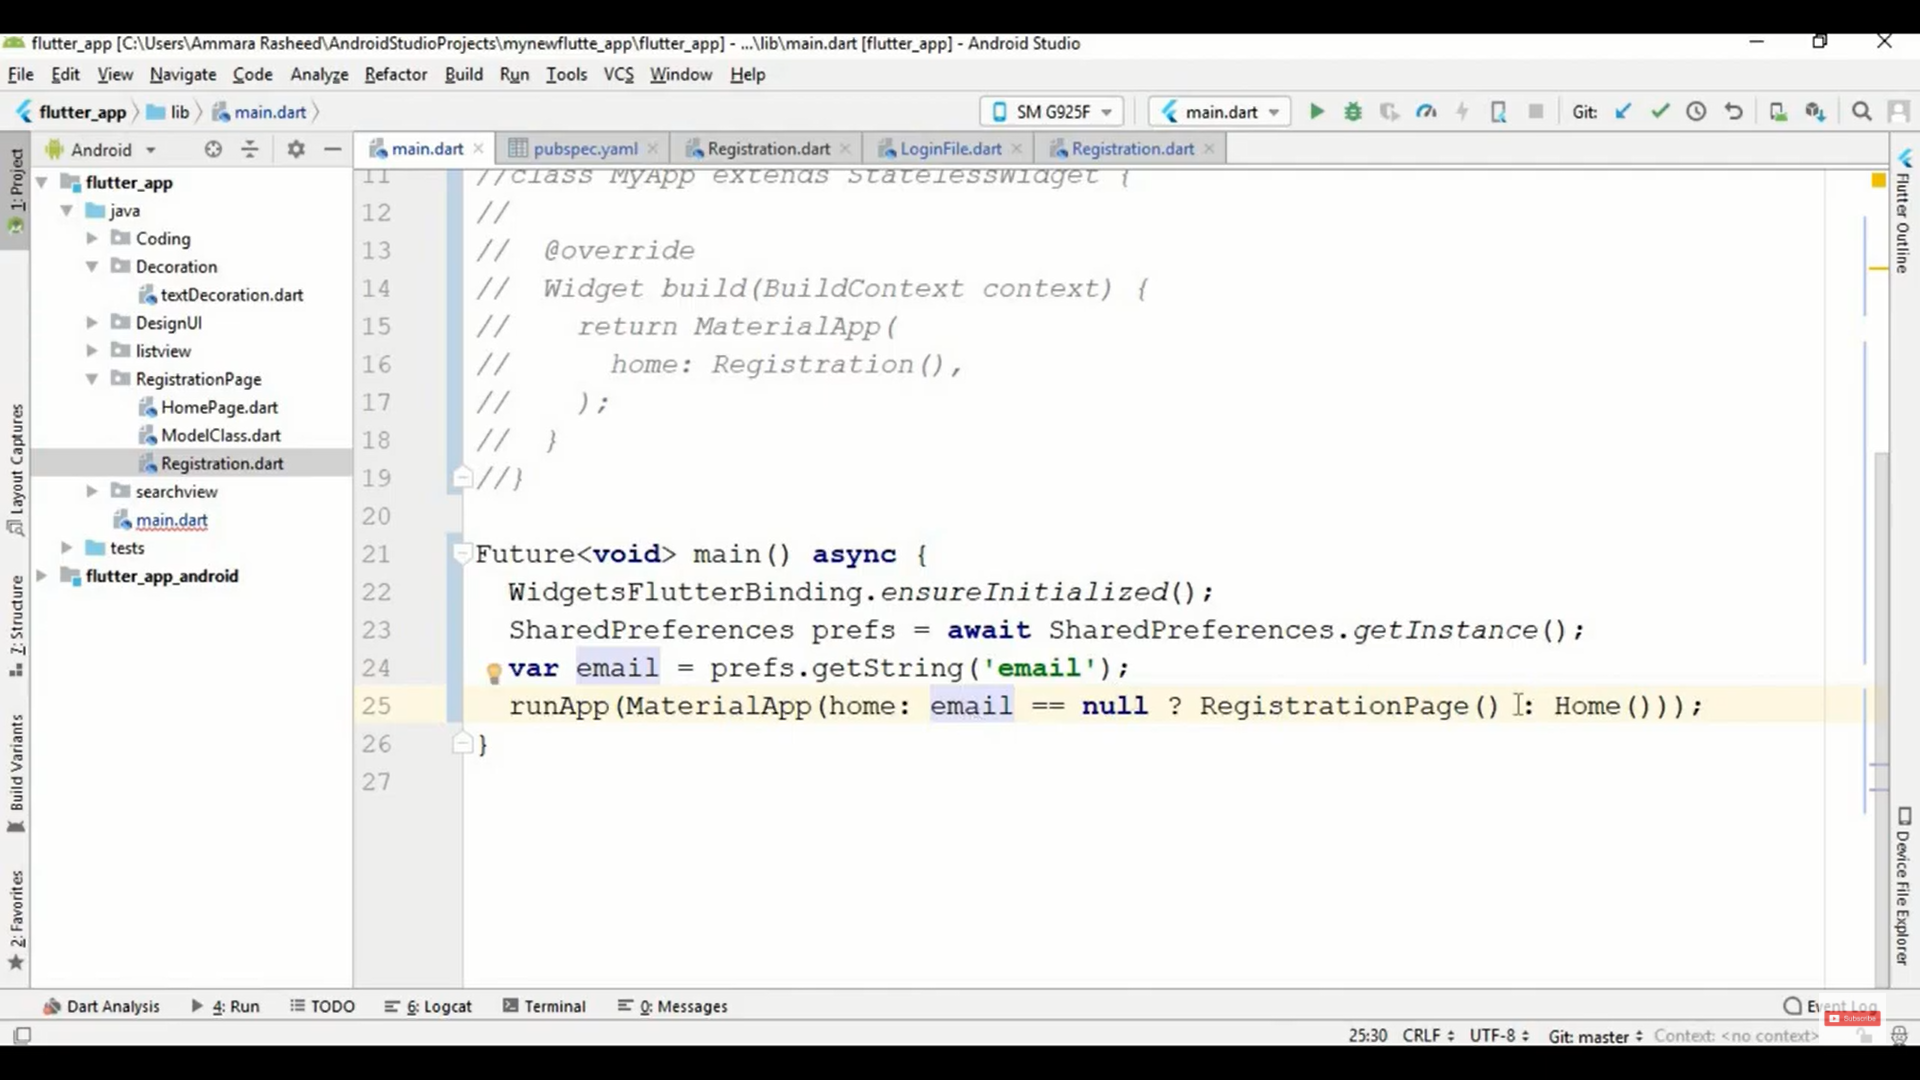 flutter_app [C:\Users\Ammara Rasheed\AndroidStudioProjects\mynewflutte_app\flutter_app] - ...\lib\main.dart [flutter_app] - Android Studio
File Edit View Navigate Code Analyze Refactor Build Run Tools VCS Window Help
flutter_app lib main.dart SM G925F main.dart Git:
1: Project
Layout Captures
7: Structure
Build Variants
2: Favorites
Android
flutter_app
java
Coding
Decoration
textDecoration.dart
DesignUI
listview
RegistrationPage
HomePage.dart
ModelClass.dart
Registration.dart
searchview
main.dart
tests
flutter_app_android
main.dart pubspec.yaml Registration.dart LoginFile.dart Registration.dart
11 //class MyApp extends StatelessWidget {
12 //
13 // @override
14 // Widget build(BuildContext context) {
15 // return MaterialApp(
16 // home: Registration(),
17 // );
18 // }
19 //}
20
21 Future<void> main() async {
22 WidgetsFlutterBinding.ensureInitialized();
23 SharedPreferences prefs = await SharedPreferences.getInstance();
24 var email = prefs.getString('email');
25 runApp(MaterialApp(home: email == null ? RegistrationPage() : Home()));
26 }
27
Flutter Outline
Device File Explorer
Dart Analysis 4: Run TODO 6: Logcat Terminal 0: Messages Event Log
Subscribe
25:30 CRLF UTF-8 Git: master Context: <no context>